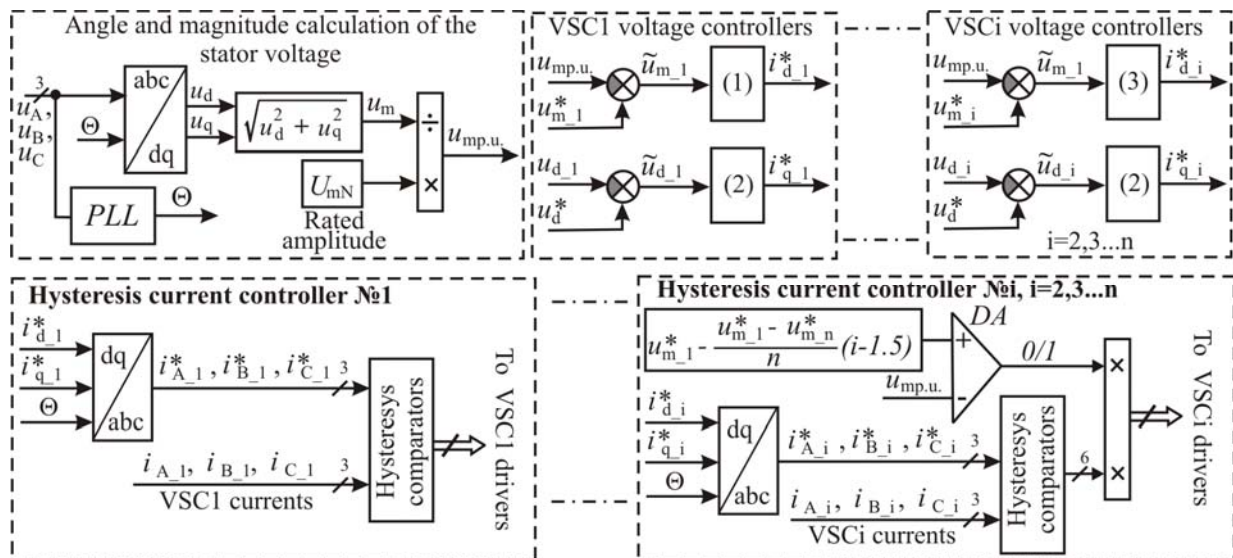 Angle and magnitude calculation of the
stator voltage
3
u_A,
u_B,
u_C
Θ
abc
dq
u_d
u_q
√(u_d^2 + u_q^2)
u_m
÷
×
u_mp.u.
U_mN
Rated
amplitude
PLL
Θ
VSC1 voltage controllers
u_mp.u.
u*_m_1
ũ_m_1
(1)
i*_d_1
u_d_1
u*_d
ũ_d_1
(2)
i*_q_1
VSCi voltage controllers
u_mp.u.
u*_m_i
ũ_m_1
(3)
i*_d_i
u_d_i
u*_d
ũ_d_i
(2)
i*_q_i
i=2,3...n
Hysteresis current controller №1
i*_d_1
i*_q_1
Θ
dq
abc
i*_A_1, i*_B_1, i*_C_1
3
i_A_1, i_B_1, i_C_1
3
VSC1 currents
Hysteresys
comparators
To VSC1 drivers
Hysteresis current controller №i, i=2,3...n
u*_m_1 - (u*_m_1 - u*_m_n)/n (i-1.5)
DA
+
-
u_mp.u.
0/1
i*_d_i
i*_q_i
Θ
dq
abc
i*_A_i, i*_B_i, i*_C_i
3
i_A_i, i_B_i, i_C_i
3
VSCi currents
Hysteresys
comparators
6
×
×
To VSCi drivers